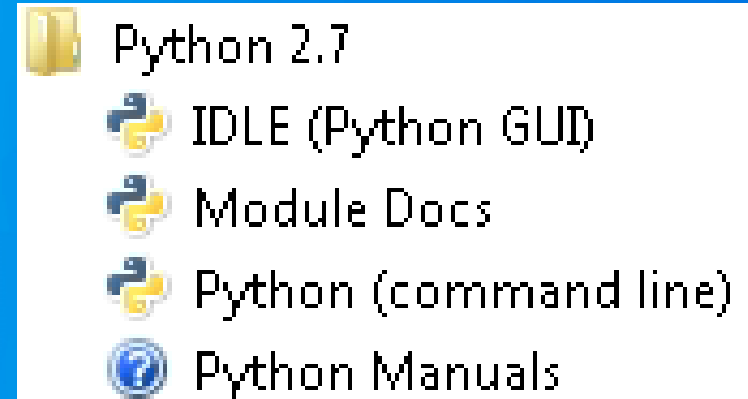 Python 2.7
IDLE (Python GUI)
Module Docs
Python (command line)
Python Manuals